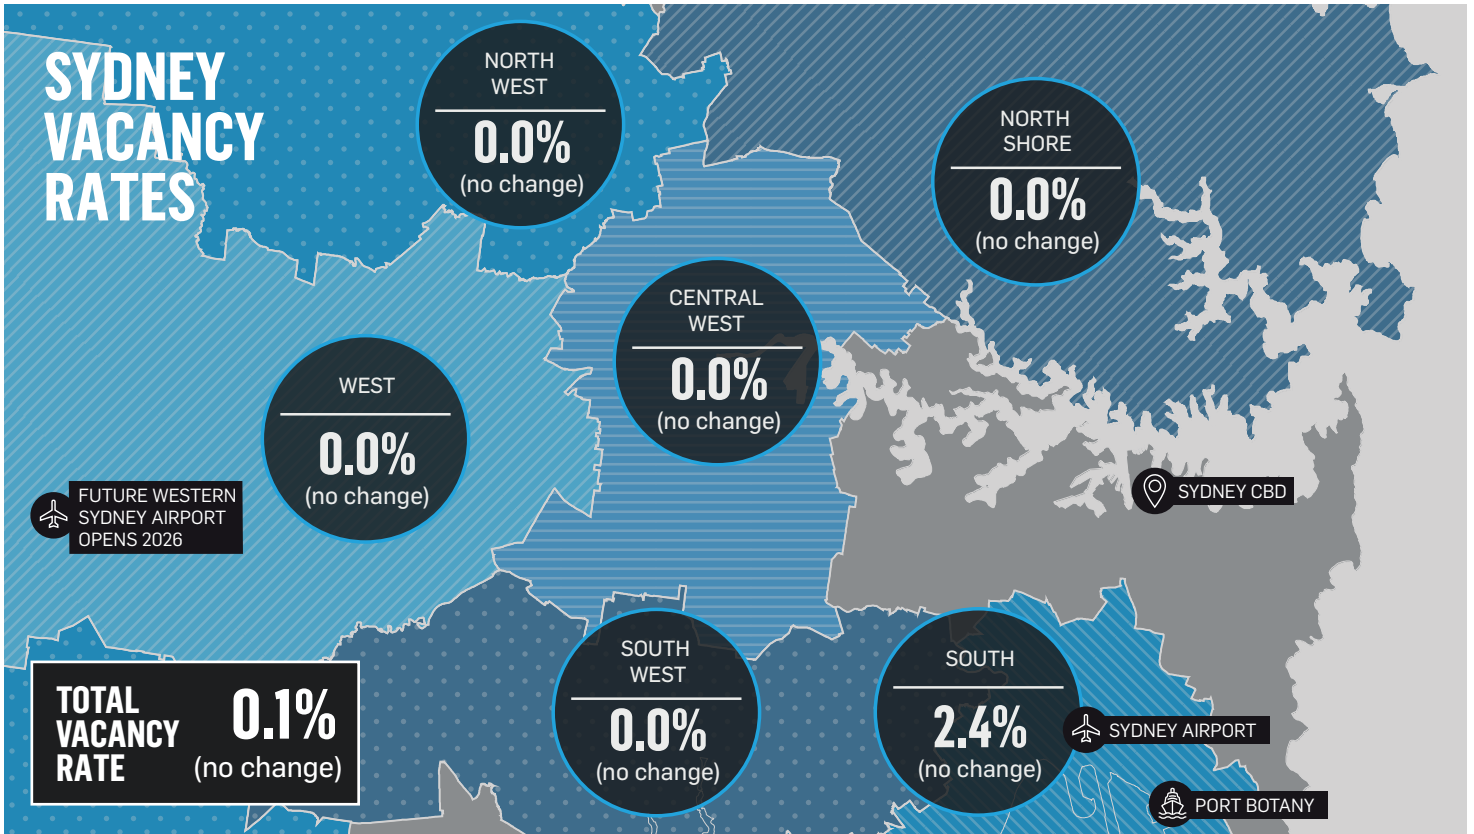 SYDNEY
VACANCY
RATES
NORTH
WEST
0.0%
(no change)
NORTH
SHORE
0.0%
(no change)
CENTRAL
WEST
0.0%
(no change)
WEST
0.0%
(no change)
FUTURE WESTERN
SYDNEY AIRPORT
OPENS 2026
SYDNEY CBD
SOUTH
WEST
0.0%
(no change)
SOUTH
2.4%
(no change)
SYDNEY AIRPORT
PORT BOTANY
TOTAL
VACANCY
RATE
0.1%
(no change)